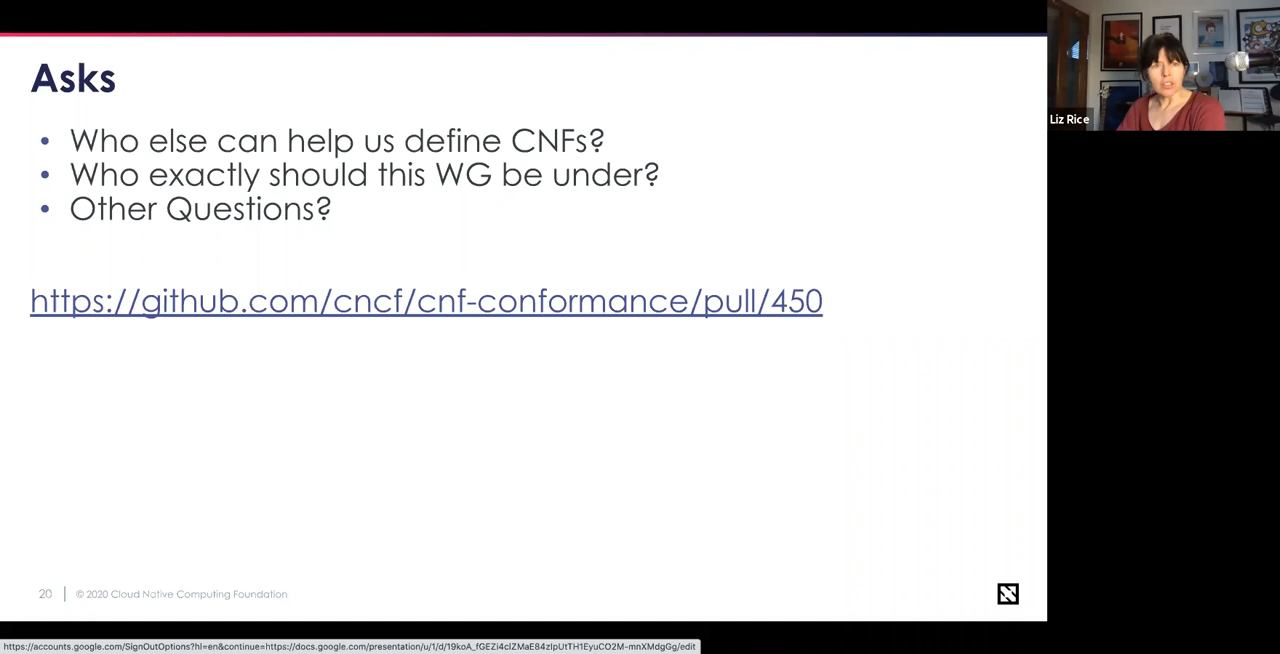 Asks
• Who else can help us define CNFs?
• Who exactly should this WG be under?
• Other Questions?
https://github.com/cncf/cnf-conformance/pull/450
20 | © 2020 Cloud Native Computing Foundation
Liz Rice